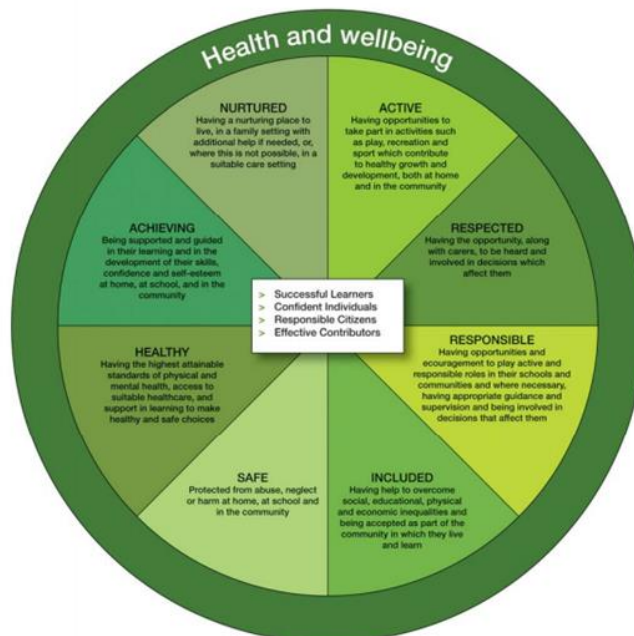 Health and wellbeing
NURTURED
Having a nurturing place to
live, in a family setting with
additional help if needed, or,
where this is not possible, in a
suitable care setting
ACTIVE
Having opportunities to
take part in activities such
as play, recreation and
sport which contribute
to healthy growth and
development, both at home
and in the community
RESPECTED
Having the opportunity, along
with carers, to be heard and
involved in decisions which
affect them
RESPONSIBLE
Having opportunities and
ecouragement to play active and
responsible roles in their schools and
communities and where necessary,
having appropriate guidance and
supervision and being involved in
decisions that affect them
INCLUDED
Having help to overcome
social, educational, physical
and economic inequalities and
being accepted as part of the
community in which they live
and learn
SAFE
Protected from abuse, neglect
or harm at home, at school and
in the community
HEALTHY
Having the highest attainable
standards of physical and
mental health, access to
suitable healthcare, and
support in learning to make
healthy and safe choices
ACHIEVING
Being supported and guided
in their learning and in the
development of their skills,
confidence and self-esteem
at home, at school, and in the
community
> Successful Learners
> Confident Individuals
> Responsible Citizens
> Effective Contributors